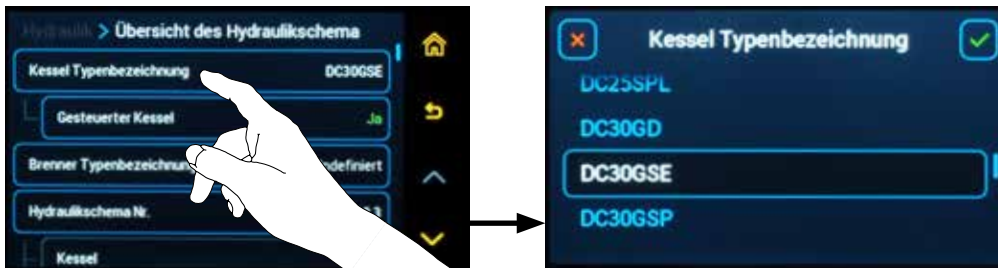 Hydraulik > Übersicht des Hydraulikschema
Kessel Typenbezeichnung DC30GSE
Gesteuerter Kessel Ja
Brenner Typenbezeichnung
Hydraulikschema Nr.
Kessel
Kessel Typenbezeichnung
DC25SPL
DC30GD
DC30GSE
DC30GSP